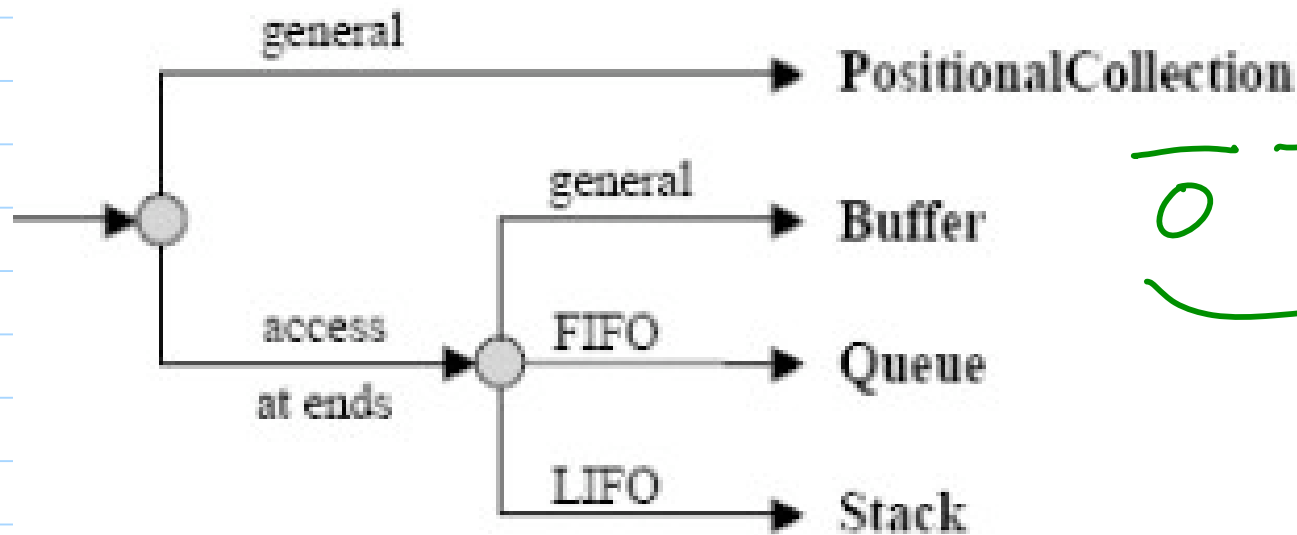 general
PositionalCollection
general
Buffer
access
at ends
FIFO
Queue
LIFO
Stack